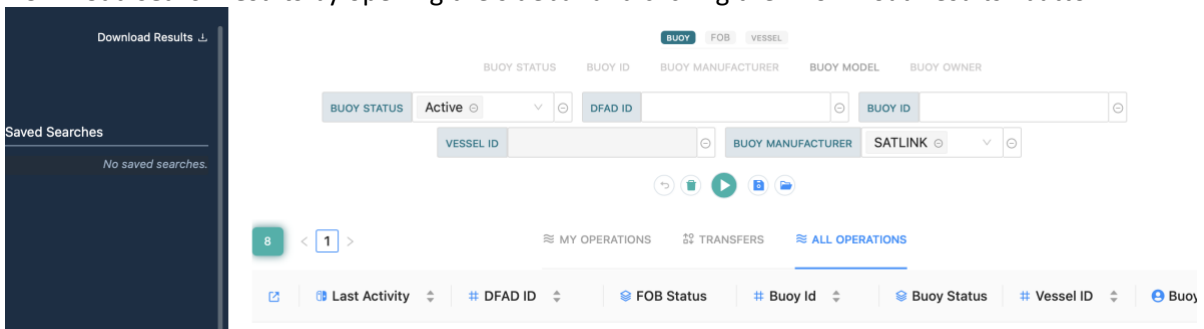 Download Results
BUOY FOB VESSEL
BUOY STATUS BUOY ID BUOY MANUFACTURER BUOY MODEL BUOY OWNER
BUOY STATUS Active DFAD ID BUOY ID
Saved Searches
VESSEL ID BUOY MANUFACTURER SATLINK
No saved searches.
8 < 1 > MY OPERATIONS TRANSFERS ALL OPERATIONS
Last Activity # DFAD ID FOB Status # Buoy Id Buoy Status # Vessel ID Buoy